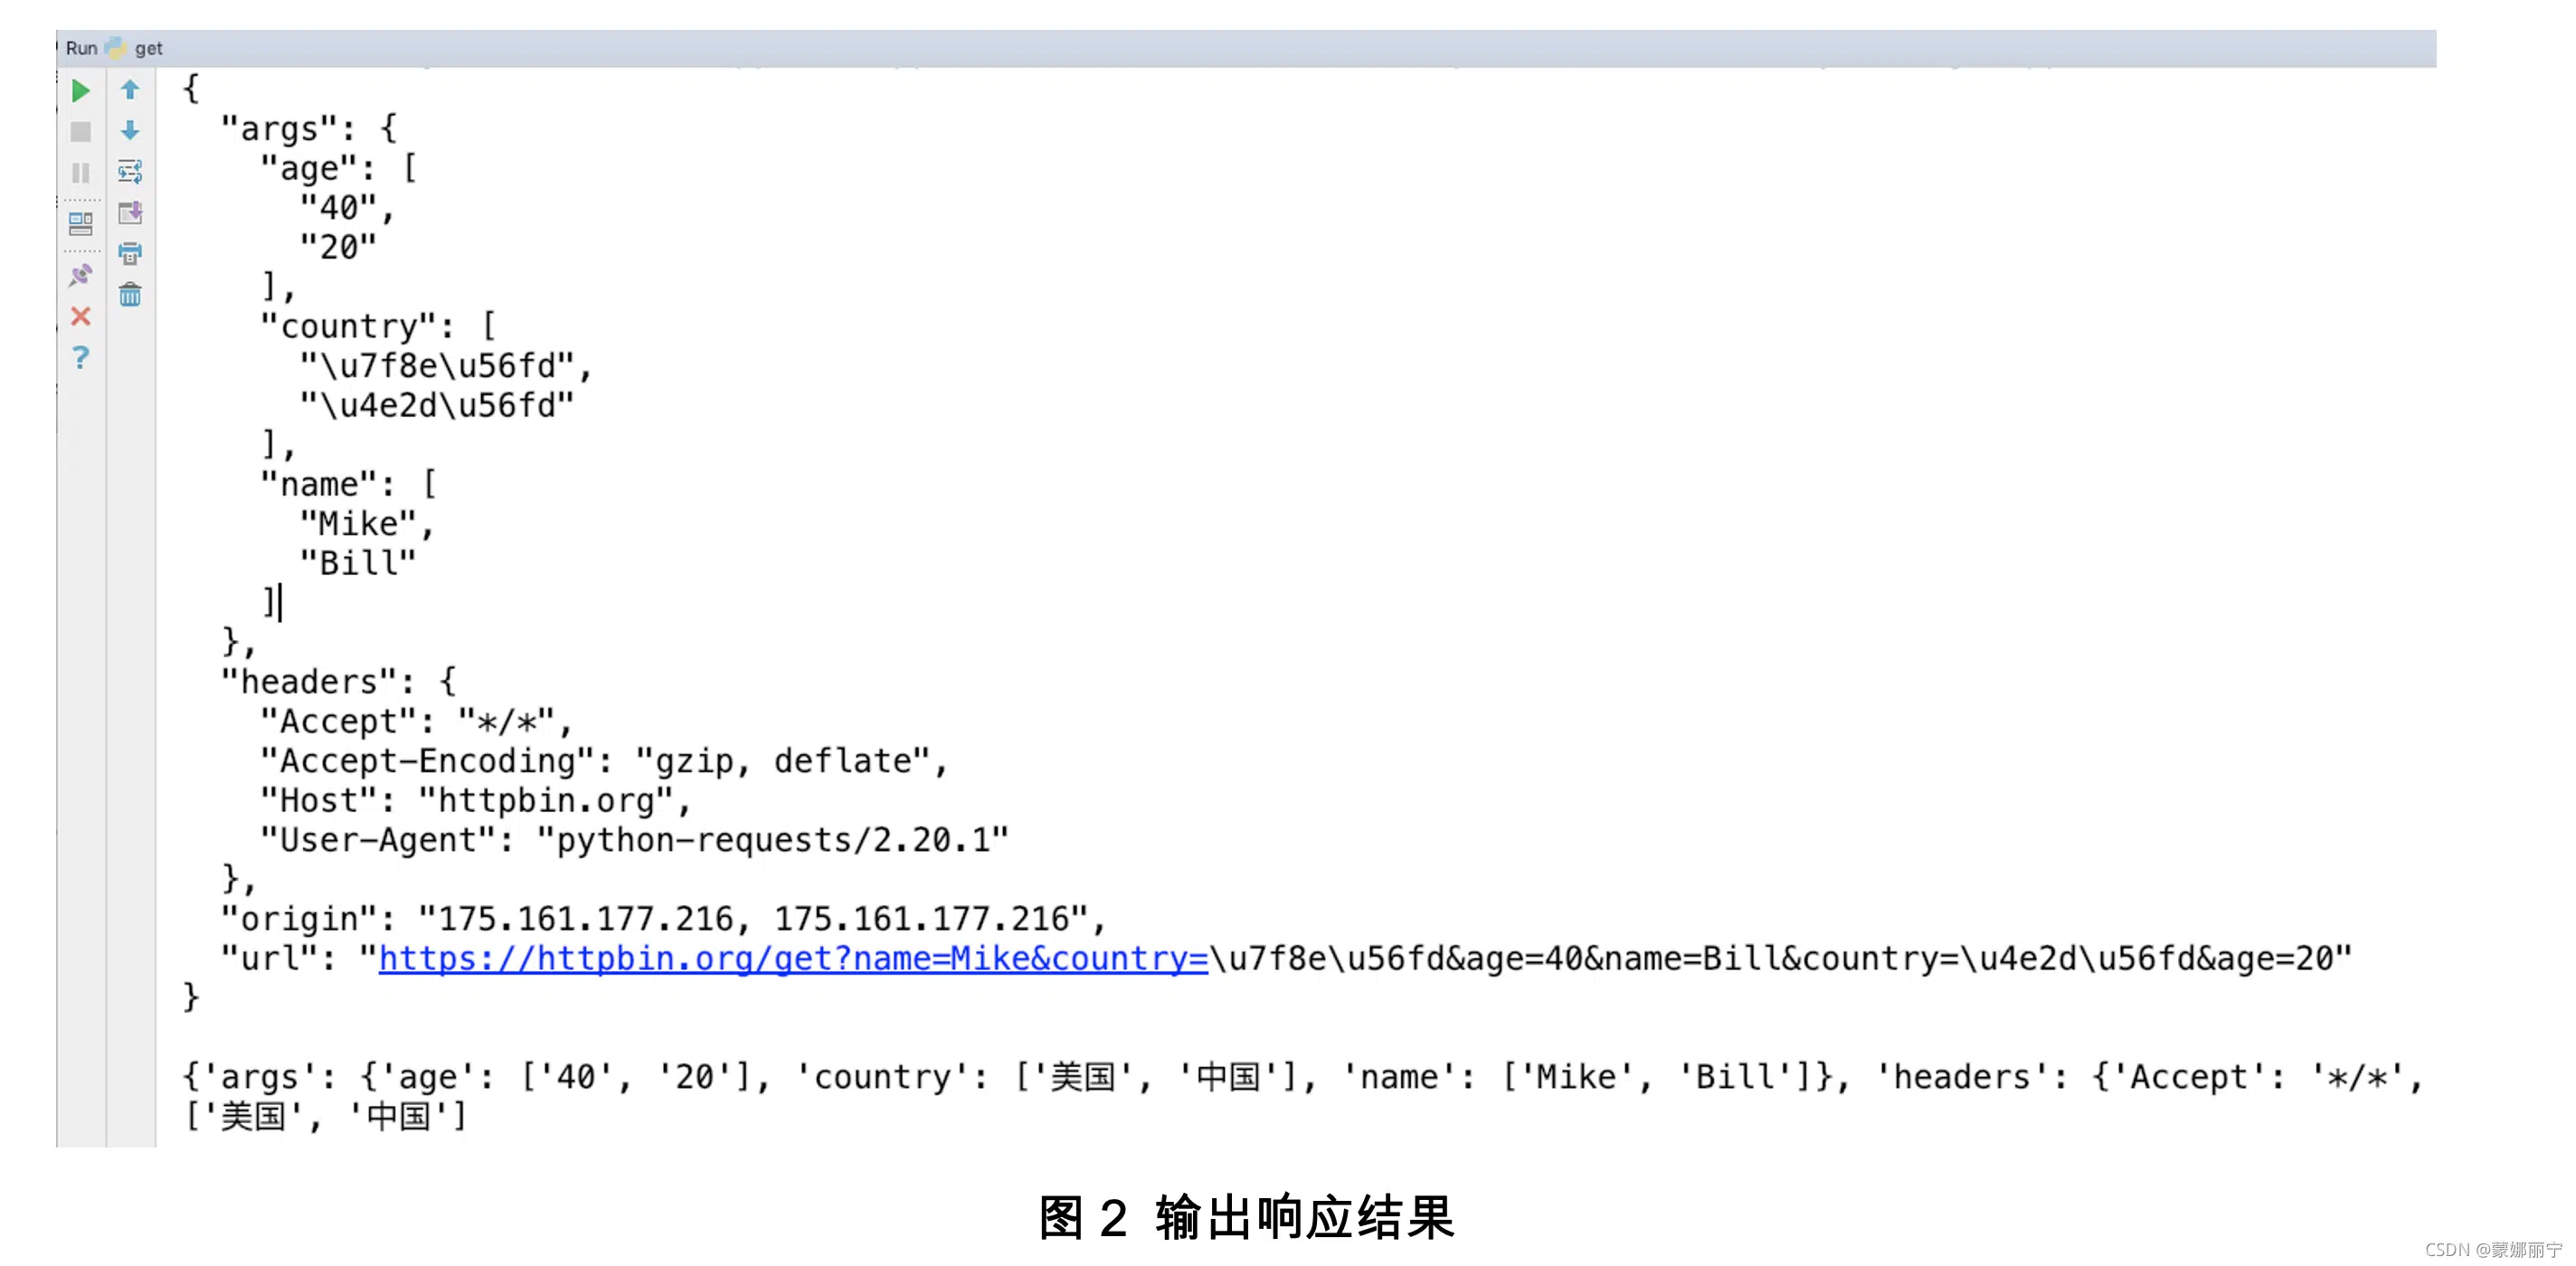 Run get
{
  "args": {
    "age": [
      "40",
      "20"
    ],
    "country": [
      "\u7f8e\u56fd",
      "\u4e2d\u56fd"
    ],
    "name": [
      "Mike",
      "Bill"
    ]
  },
  "headers": {
    "Accept": "*/*",
    "Accept-Encoding": "gzip, deflate",
    "Host": "httpbin.org",
    "User-Agent": "python-requests/2.20.1"
  },
  "origin": "175.161.177.216, 175.161.177.216",
  "url": "https://httpbin.org/get?name=Mike&country=\u7f8e\u56fd&age=40&name=Bill&country=\u4e2d\u56fd&age=20"
}
{'args': {'age': ['40', '20'], 'country': ['美国', '中国'], 'name': ['Mike', 'Bill']}, 'headers': {'Accept': '*/*',
['美国', '中国']
图 2 输出响应结果
CSDN @蒙娜丽宁